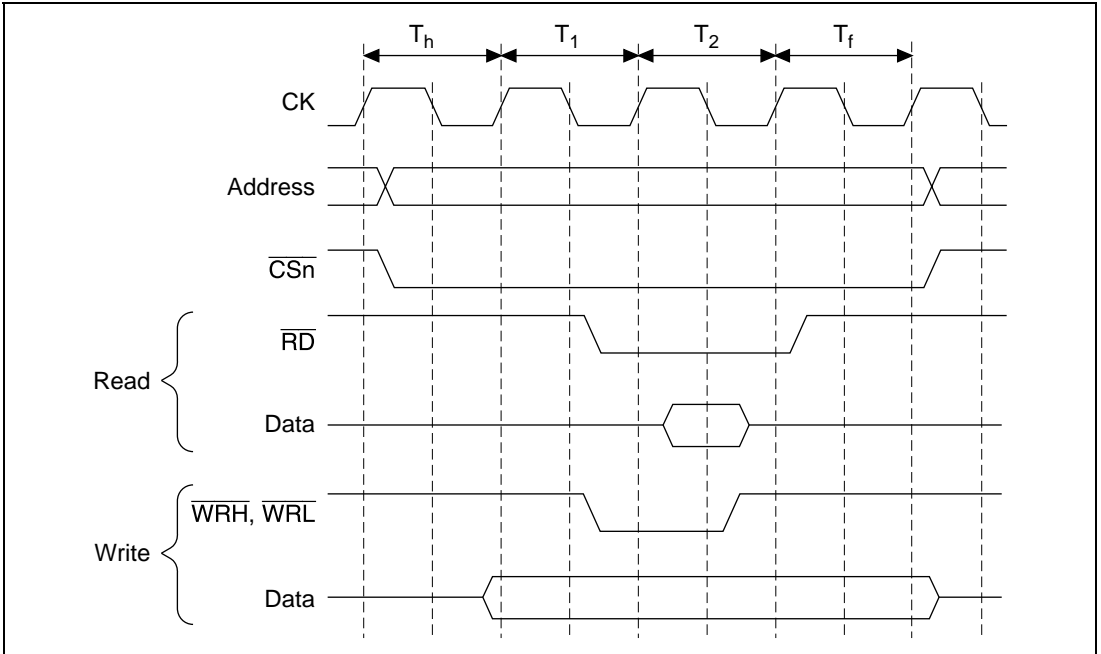 Th T1 T2 Tf
CK
Address
CSn
RD
Read
Data
WRH, WRL
Write
Data